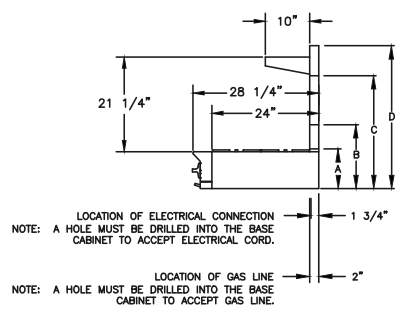 10"
28 1/4"
21 1/4"
24"
D
C
B
A
LOCATION OF ELECTRICAL CONNECTION
1 3/4"
NOTE: A HOLE MUST BE DRILLED INTO THE BASE
CABINET TO ACCEPT ELECTRICAL CORD.
LOCATION OF GAS LINE
2"
NOTE: A HOLE MUST BE DRILLED INTO THE BASE
CABINET TO ACCEPT GAS LINE.